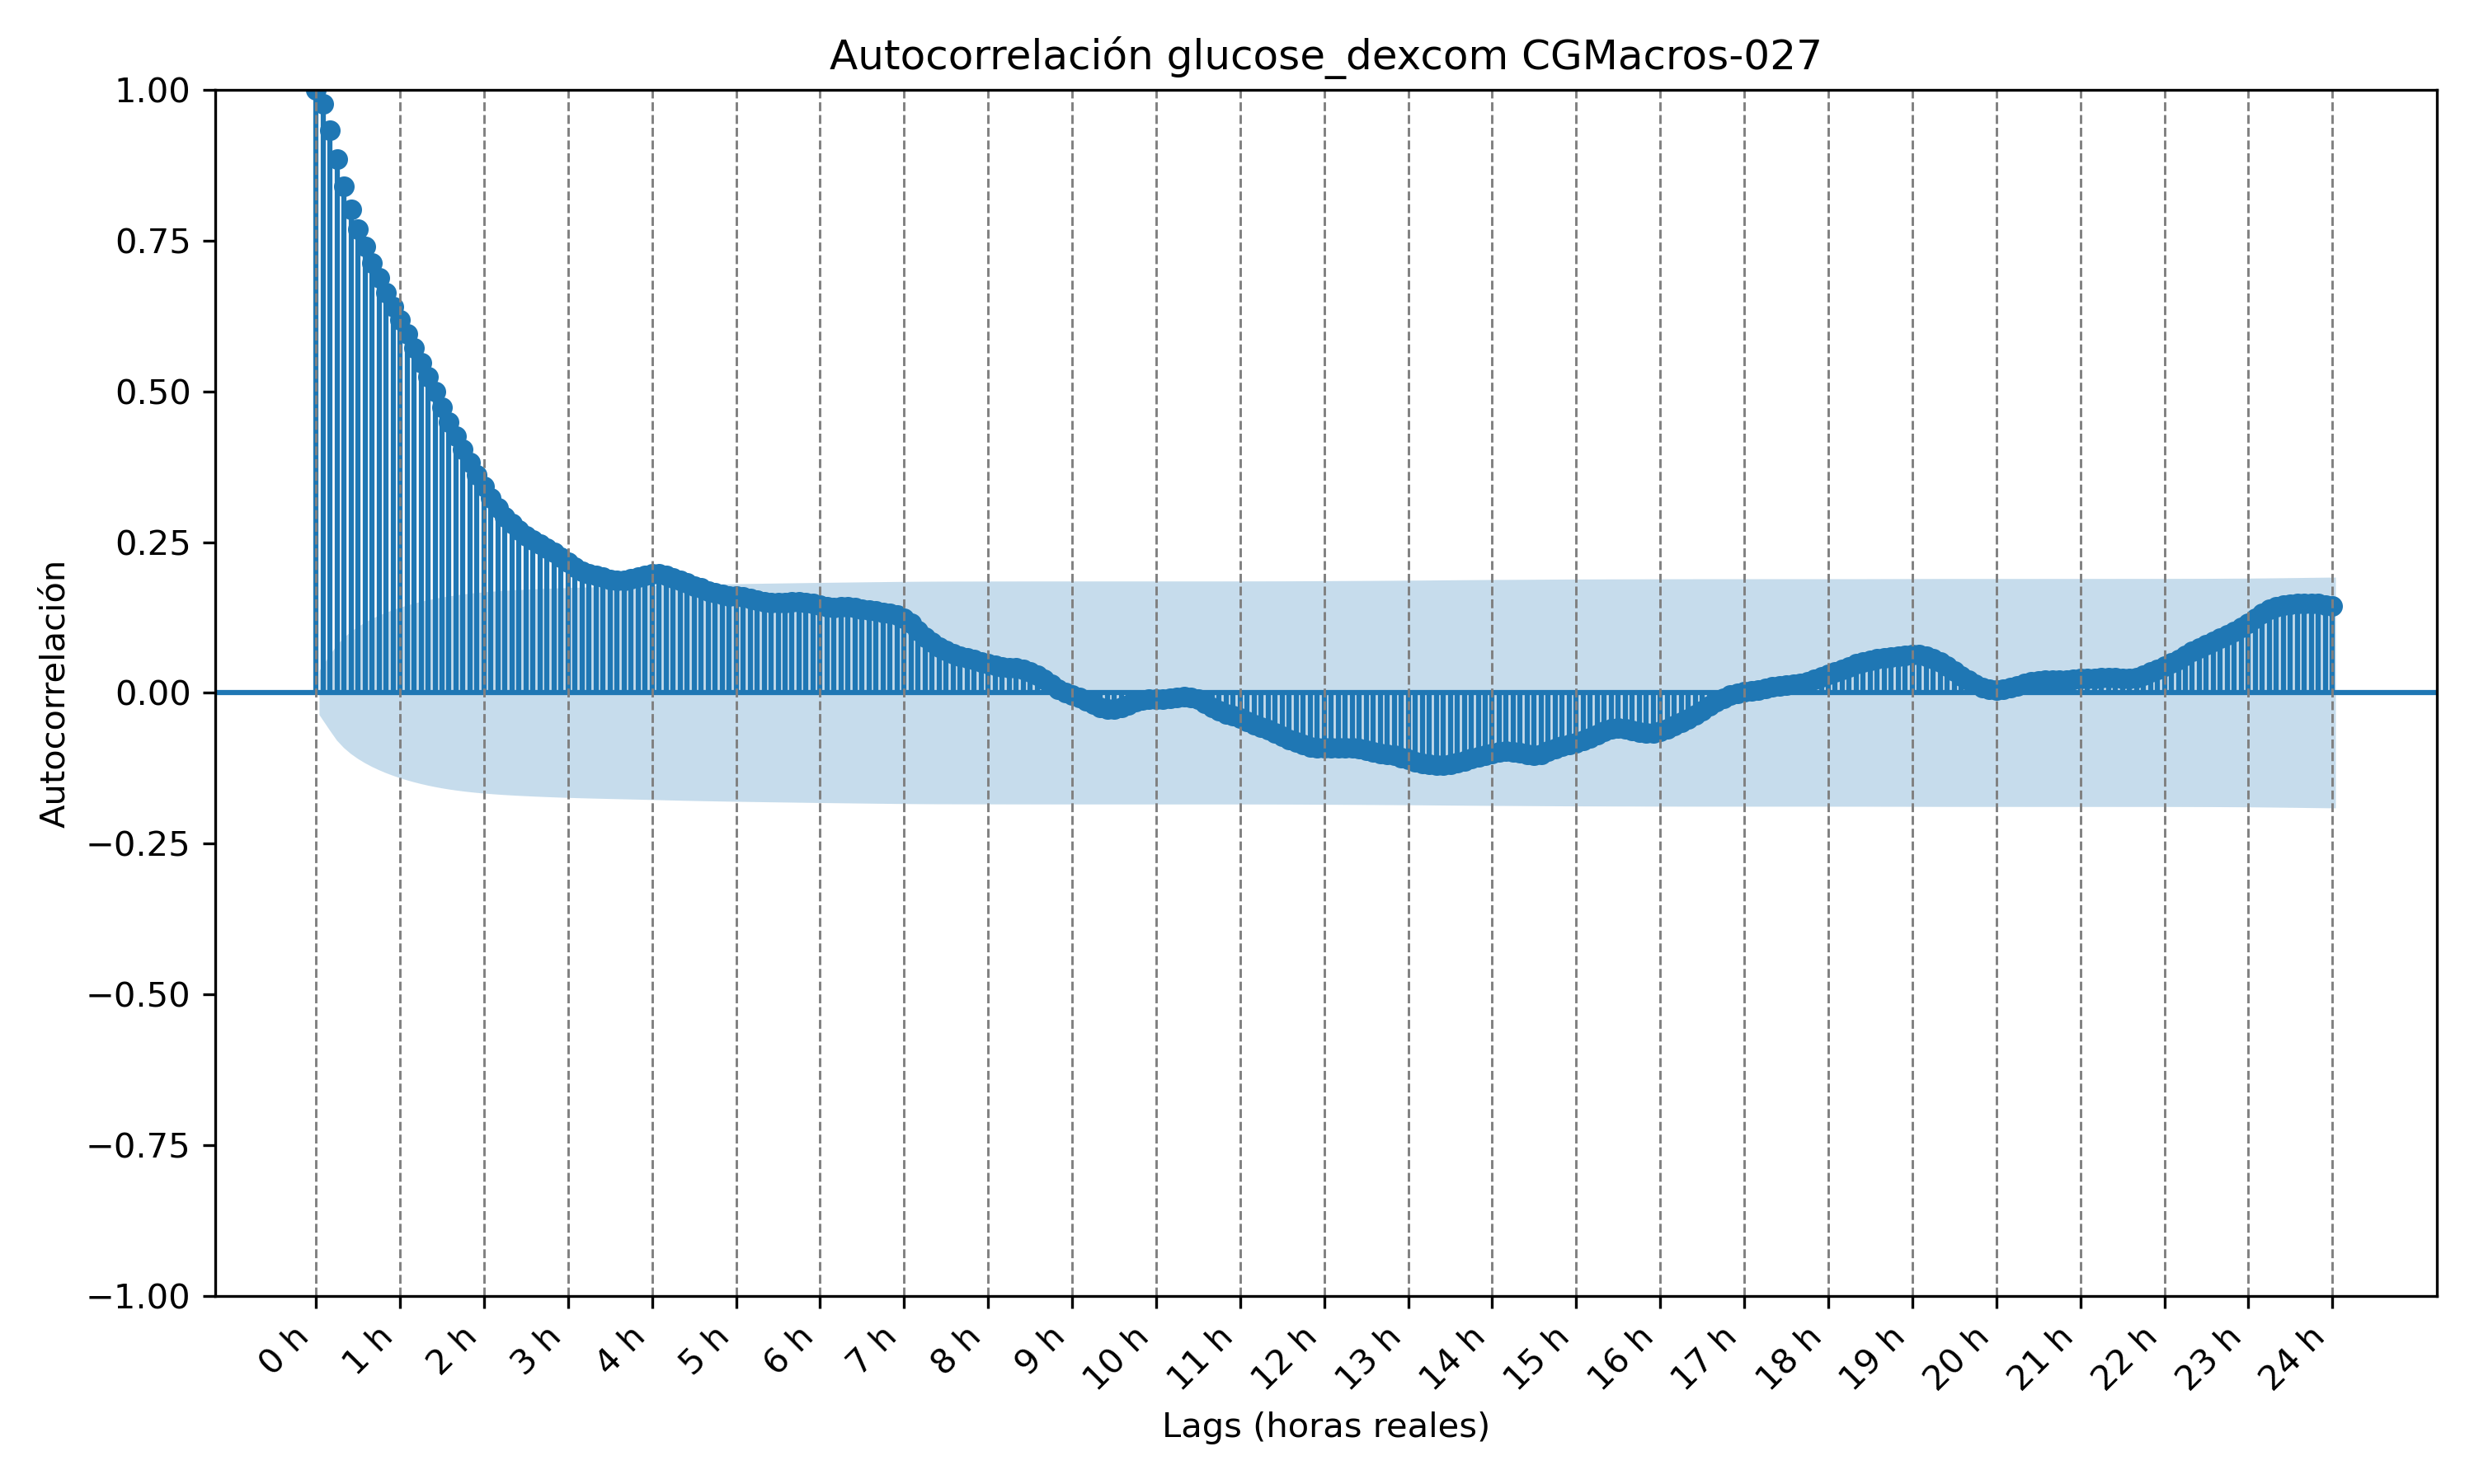 Autocorrelación glucose_dexcom CGMacros-027
Autocorrelación
1.00
0.75
0.50
0.25
0.00
−0.25
−0.50
−0.75
−1.00
0 h
1 h
2 h
3 h
4 h
5 h
6 h
7 h
8 h
9 h
10 h
11 h
12 h
13 h
14 h
15 h
16 h
17 h
18 h
19 h
20 h
21 h
22 h
23 h
24 h
Lags (horas reales)